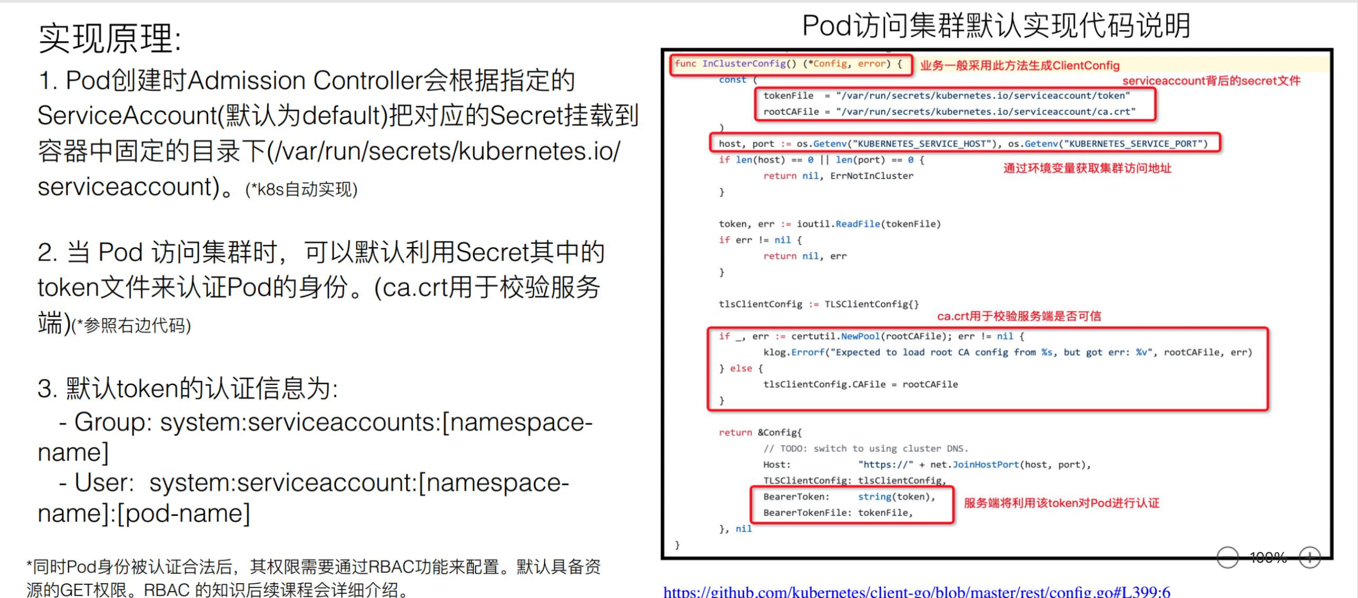 实现原理:
1. Pod创建时Admission Controller会根据指定的
ServiceAccount(默认为default)把对应的Secret挂载到
容器中固定的目录下(/var/run/secrets/kubernetes.io/
serviceaccount)。(*k8s自动实现)
2. 当 Pod 访问集群时，可以默认利用Secret其中的
token文件来认证Pod的身份。(ca.crt用于校验服务
端)(*参照右边代码)
3. 默认token的认证信息为:
- Group: system:serviceaccounts:[namespace-
name]
- User: system:serviceaccount:[namespace-
name]:[pod-name]
*同时Pod身份被认证合法后，其权限需要通过RBAC功能来配置。默认具备资
源的GET权限。RBAC 的知识后续课程会详细介绍。
Pod访问集群默认实现代码说明
func InClusterConfig() (*Config, error) { 业务一般采用此方法生成ClientConfig
const (
serviceaccount背后的secret文件
tokenFile = "/var/run/secrets/kubernetes.io/serviceaccount/token"
rootCAFile = "/var/run/secrets/kubernetes.io/serviceaccount/ca.crt"
)
host, port := os.Getenv("KUBERNETES_SERVICE_HOST"), os.Getenv("KUBERNETES_SERVICE_PORT")
if len(host) == 0 || len(port) == 0 {
通过环境变量获取集群访问地址
return nil, ErrNotInCluster
}
token, err := ioutil.ReadFile(tokenFile)
if err != nil {
return nil, err
}
tlsClientConfig := TLSClientConfig{}
ca.crt用于校验服务端是否可信
if _, err := certutil.NewPool(rootCAFile); err != nil {
klog.Errorf("Expected to load root CA config from %s, but got err: %v", rootCAFile, err)
} else {
tlsClientConfig.CAFile = rootCAFile
}
return &Config{
// TODO: switch to using cluster DNS.
Host: "https://" + net.JoinHostPort(host, port),
TLSClientConfig: tlsClientConfig,
BearerToken: string(token),
服务端将利用该token对Pod进行认证
BearerTokenFile: tokenFile,
}, nil
}
100%
https://github.com/kubernetes/client-go/blob/master/rest/config.go#L399:6